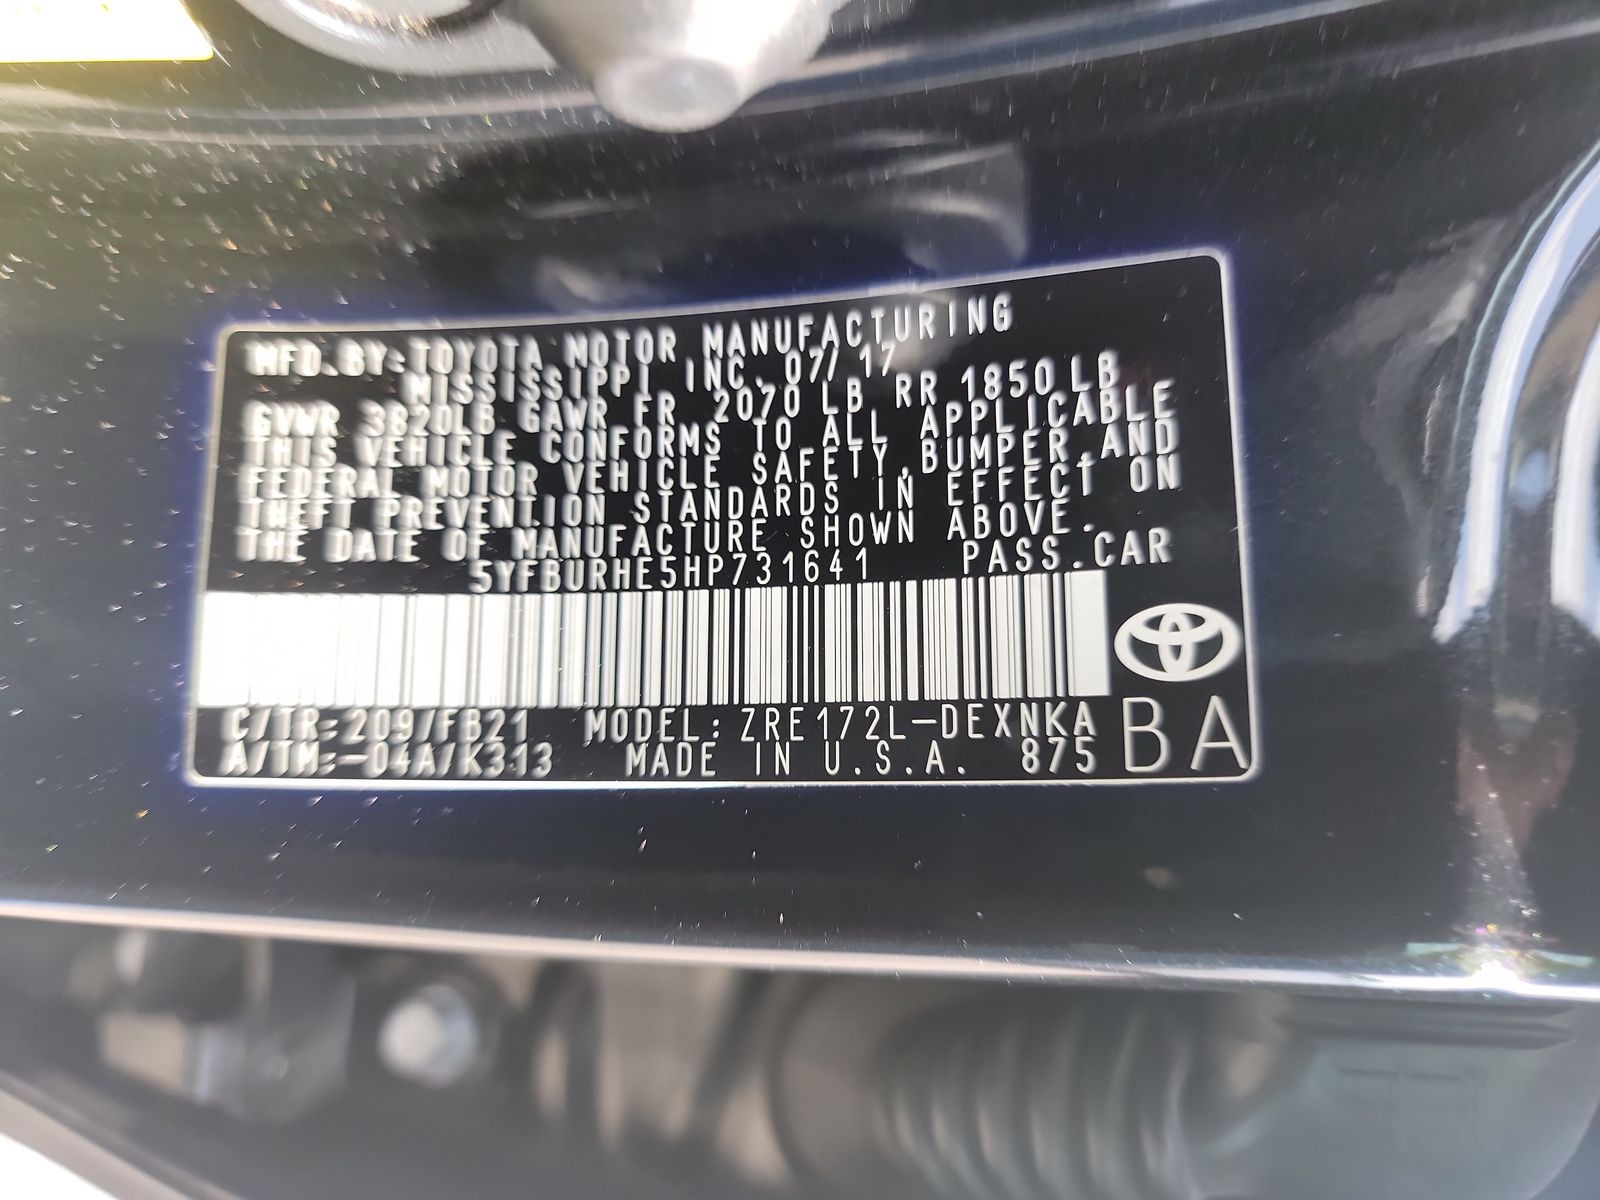 MFD.BY:TOYOTA MOTOR MANUFACTURING
MISSISSIPPI, INC. 07/17
GVWR 3820LB GAWR FR 2070 LB RR 1850 LB
THIS VEHICLE CONFORMS TO ALL APPLICABLE
FEDERAL MOTOR VEHICLE SAFETY,BUMPER,AND
THEFT PREVENTION STANDARDS IN EFFECT ON
THE DATE OF MANUFACTURE SHOWN ABOVE.
5YFBURHE5HP731641 PASS.CAR
C/TR:209/FB21 MODEL:ZRE172L-DEXNKA
A/TM:-04A/K313 MADE IN U.S.A. 875
BA